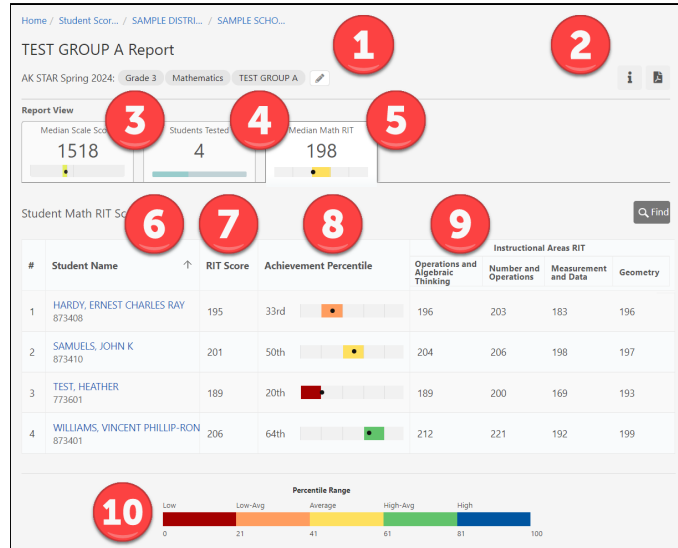 Home / Student Scor... / SAMPLE DISTRI... / SAMPLE SCHO...
1
2
TEST GROUP A Report
AK STAR Spring 2024: Grade 3 Mathematics TEST GROUP A
i
Report View
3
4
5
Median Scale Sco
1518
Students Tested
4
Median Math RIT
198
6
7
8
9
Student Math RIT Sc
Find
Instructional Areas RIT
# Student Name ↑ RIT Score Achievement Percentile Operations and Algebraic Thinking Number and Operations Measurement and Data Geometry
1 HARDY, ERNEST CHARLES RAY 195 33rd 196 203 183 196
873408
2 SAMUELS, JOHN K 201 50th 204 206 198 197
873410
3 TEST, HEATHER 189 20th 189 200 169 193
773601
4 WILLIAMS, VINCENT PHILLIP-RON 206 64th 212 221 192 199
873401
10
Percentile Range
Low Low-Avg Average High-Avg High
0 21 41 61 81 100